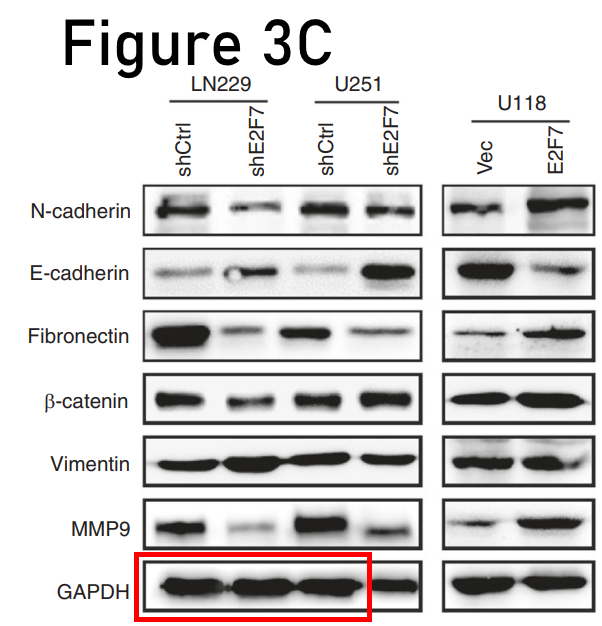 Figure 3C
LN229 U251 U118
shCtrl shE2F7 shCtrl shE2F7 Vec E2F7
N-cadherin
E-cadherin
Fibronectin
β-catenin
Vimentin
MMP9
GAPDH